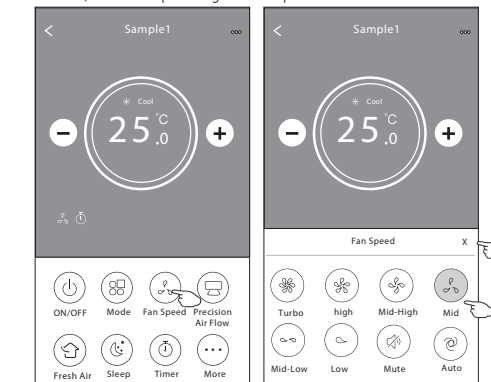 Sample1
Cool
25.0 °C
ON/OFF
Mode
Fan Speed
Precision
Air Flow
Fresh Air
Sleep
Timer
More
Sample1
Cool
25.0 °C
Fan Speed
X
Turbo
high
Mid-High
Mid
Mid-Low
Low
Mute
Auto